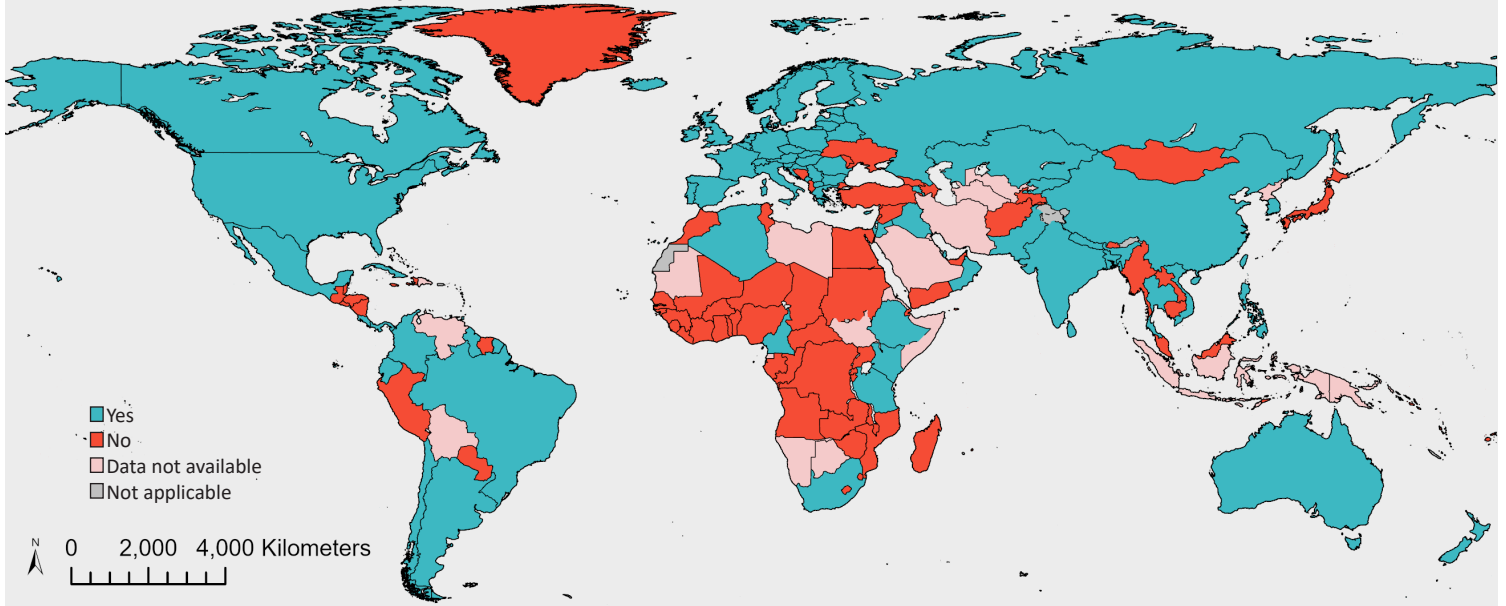 Yes
No
Data not available
Not applicable
N
0 2,000 4,000 Kilometers